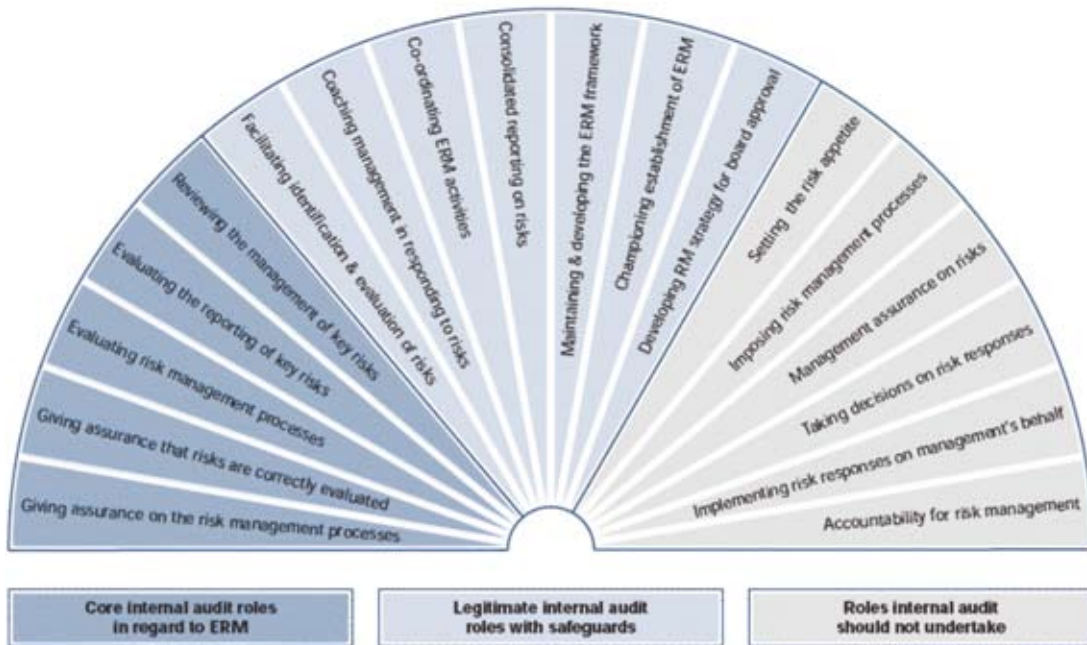 Giving assurance on the risk management processes
Giving assurance that risks are correctly evaluated
Evaluating risk management processes
Evaluating the reporting of key risks
Reviewing the management of key risks
Facilitating identification & evaluation of risks
Coaching management in responding to risks
Co-ordinating ERM activities
Consolidated reporting on risks
Maintaining & developing the ERM framework
Championing establishment of ERM
Developing RM strategy for board approval
Setting the risk appetite
Imposing risk management processes
Management assurance on risks
Taking decisions on risk responses
Implementing risk responses on management's behalf
Accountability for risk management
Core internal audit roles
in regard to ERM
Legitimate internal audit
roles with safeguards
Roles internal audit
should not undertake